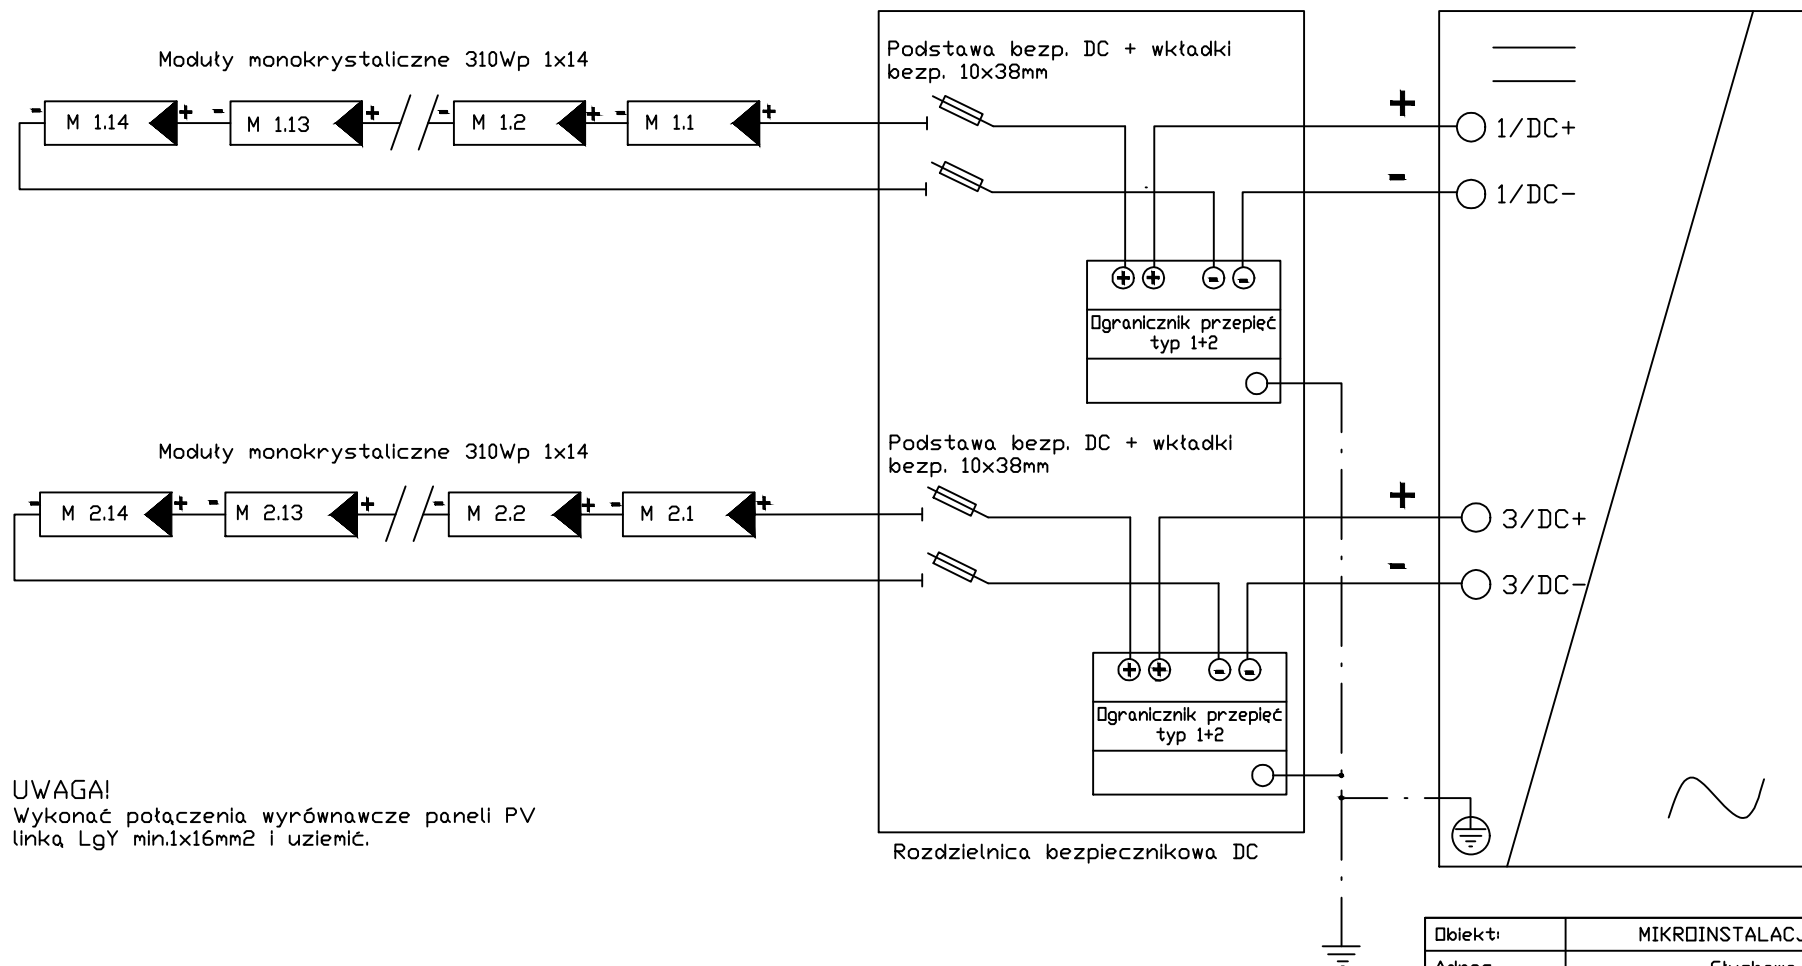 Moduły monokrystaliczne 310Wp 1x14
Podstawa bezp. DC + wkładki
bezp. 10x38mm
- M 1.14 + - M 1.13 + - M 1.2 + - M 1.1 +
+ 1/DC+
- 1/DC-
+ + - -
Ogranicznik przepięć
typ 1+2
Moduły monokrystaliczne 310Wp 1x14
Podstawa bezp. DC + wkładki
bezp. 10x38mm
- M 2.14 + - M 2.13 + - M 2.2 + - M 2.1 +
+ 3/DC+
- 3/DC-
+ + - -
Ogranicznik przepięć
typ 1+2
UWAGA!
Wykonać połączenia wyrównawcze paneli PV
linką LgY min.1x16mm2 i uziemić.
Rozdzielnica bezpiecznikowa DC
Obiekt: MIKROINSTALACJ